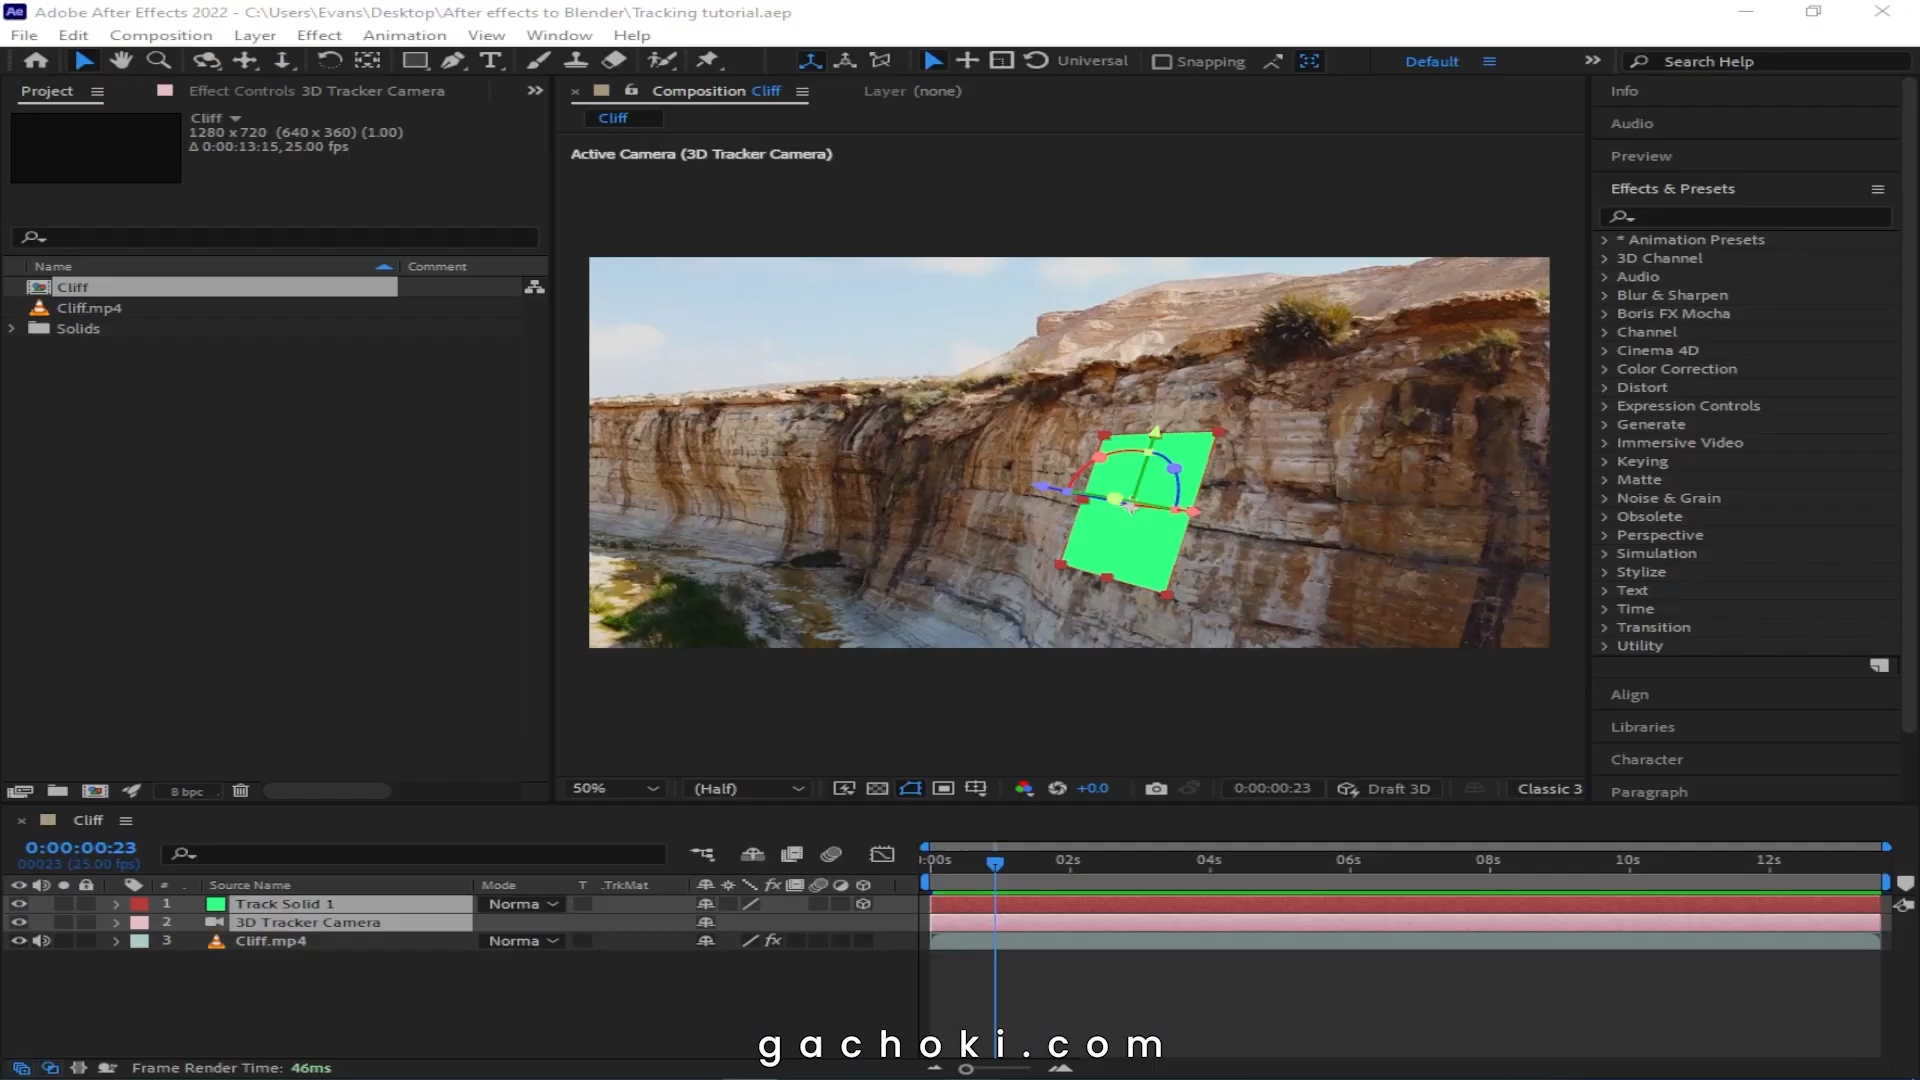 Adobe After Effects 2022 - C:\Users\Evans\Desktop\After effects to Blender\Tracking tutorial.aep
File Edit Composition Layer Effect Animation View Window Help
Universal Snapping Default Search Help
Project Effect Controls 3D Tracker Camera
Composition Cliff Layer (none)
Cliff
Cliff
1280 x 720 (640 x 360) (1.00)
Δ 0:00:13:15, 25.00 fps
Active Camera (3D Tracker Camera)
Name Comment
Cliff
Cliff.mp4
Solids
Info
Audio
Preview
Effects & Presets
* Animation Presets
3D Channel
Audio
Blur & Sharpen
Boris FX Mocha
Channel
Cinema 4D
Color Correction
Distort
Expression Controls
Generate
Immersive Video
Keying
Matte
Noise & Grain
Obsolete
Perspective
Simulation
Stylize
Text
Time
Transition
Utility
Align
Libraries
Character
Paragraph
8 bpc
50% (Half) +0.0 0:00:00:23 Draft 3D Classic 3
Cliff
0:00:00:23
00023 (25.00 fps)
# Source Name Mode T .TrkMat fx
:00s 02s 04s 06s 08s 10s 12s
1 Track Solid 1 Norma
2 3D Tracker Camera
3 Cliff.mp4 Norma fx
gachoki.com
Frame Render Time: 46ms